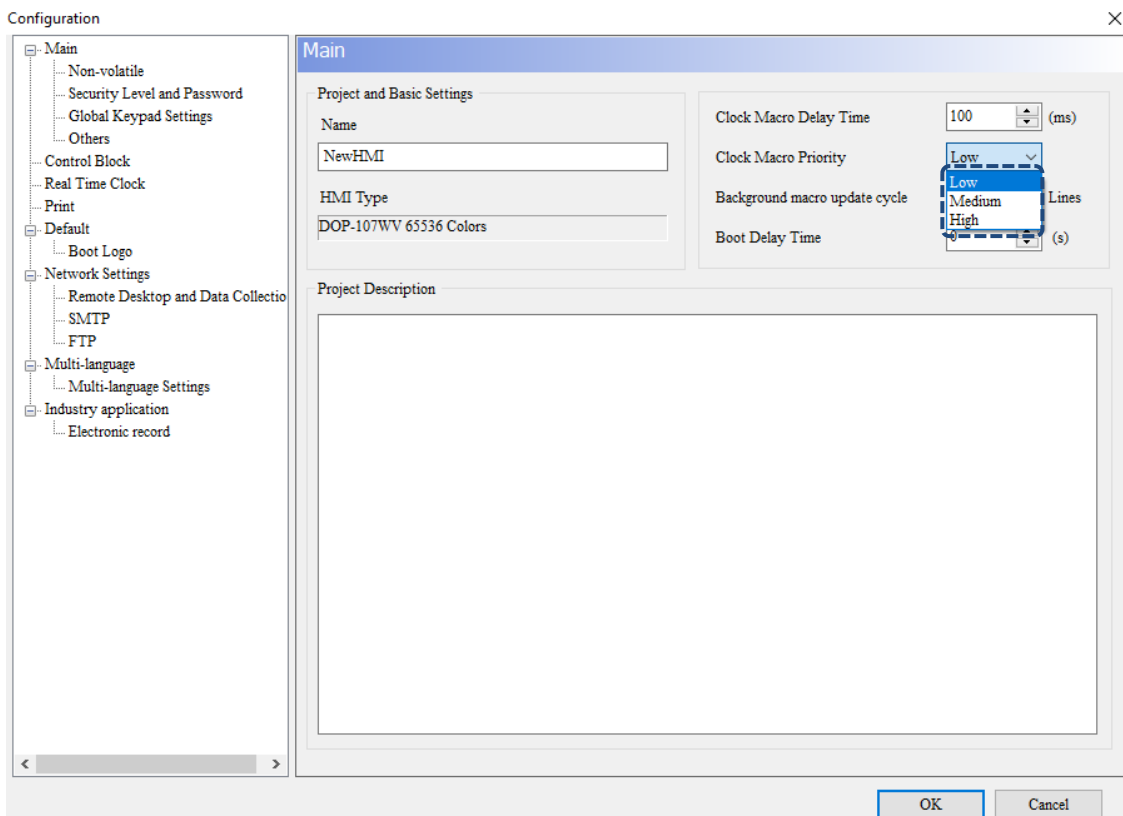 Configuration
Main
Non-volatile
Security Level and Password
Global Keypad Settings
Others
Control Block
Real Time Clock
Print
Default
Boot Logo
Network Settings
Remote Desktop and Data Collectio
SMTP
FTP
Multi-language
Multi-language Settings
Industry application
Electronic record
Main
Project and Basic Settings
Name
NewHMI
HMI Type
DOP-107WV 65536 Colors
Clock Macro Delay Time 100 (ms)
Clock Macro Priority Low
Low
Medium
High
Background macro update cycle Lines
Boot Delay Time 0 (s)
Project Description
OK Cancel